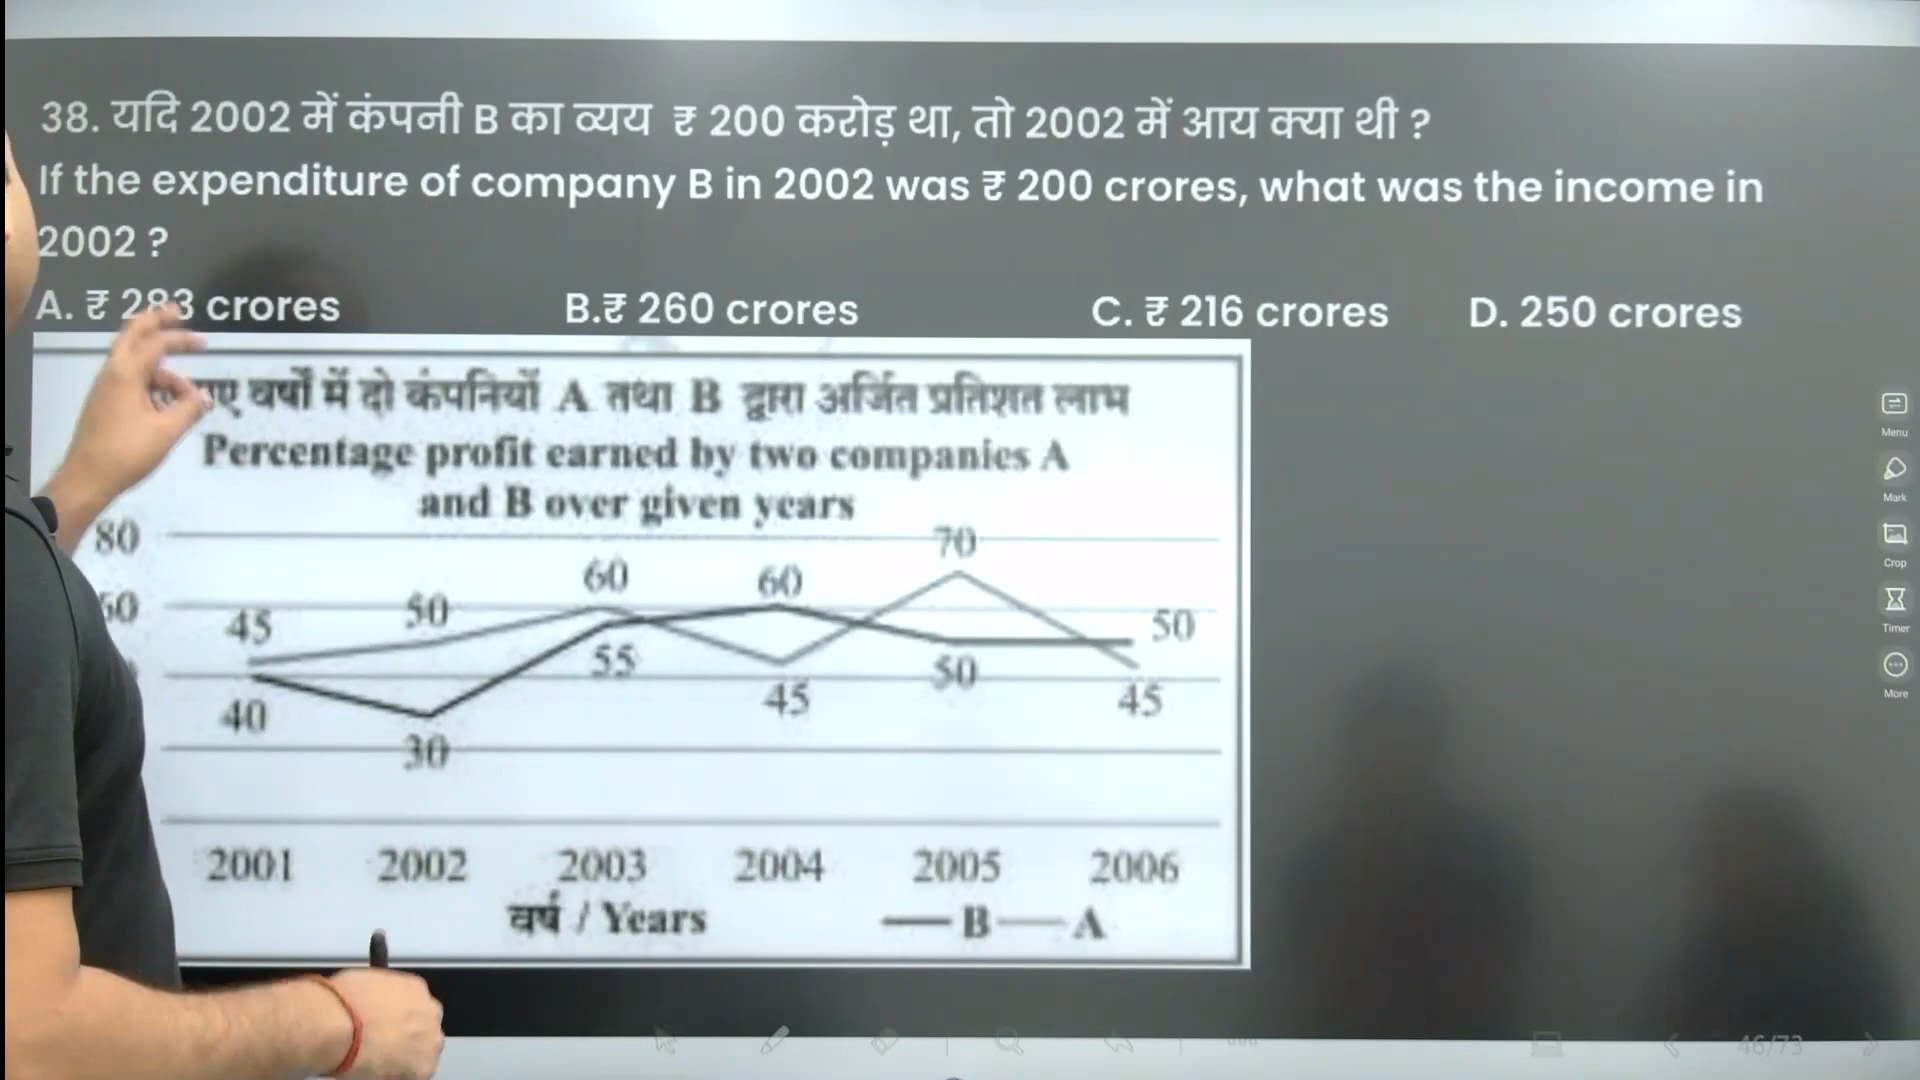 38. यदि 2002 में कंपनी B का व्यय ₹ 200 करोड़ था, तो 2002 में आय क्या थी ?
If the expenditure of company B in 2002 was ₹ 200 crores, what was the income in
2002 ?
A. ₹ 283 crores B.₹ 260 crores C. ₹ 216 crores D. 250 crores
वर्षों में दो कंपनियों A तथा B द्वारा अर्जित प्रतिशत लाभ
Percentage profit earned by two companies A
and B over given years
80
70
60 60
50
45 50
55
50
45 45
40
30
2001 2002 2003 2004 2005 2006
वर्ष / Years B A
Menu
Mark
Crop
Timer
More
46/73